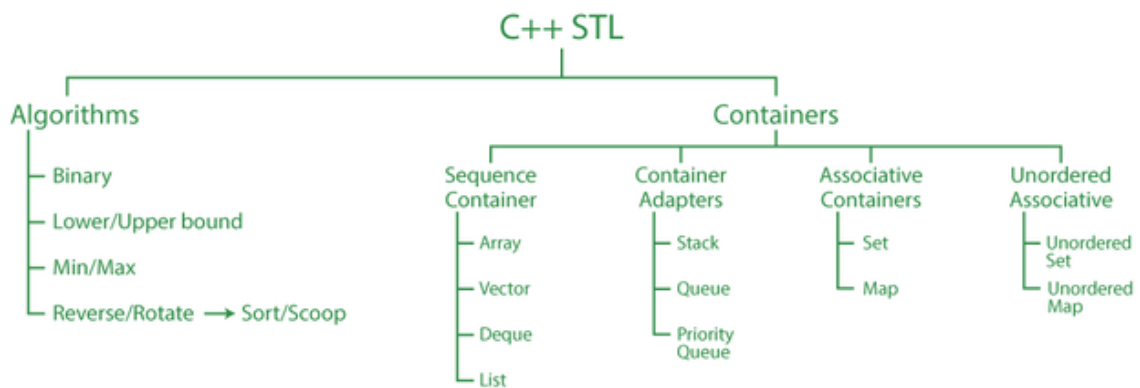 C++ STL
Algorithms
Binary
Lower/Upper bound
Min/Max
Reverse/Rotate → Sort/Scoop
Containers
Sequence
Container
Array
Vector
Deque
List
Container
Adapters
Stack
Queue
Priority
Queue
Associative
Containers
Set
Map
Unordered
Associative
Unordered
Set
Unordered
Map